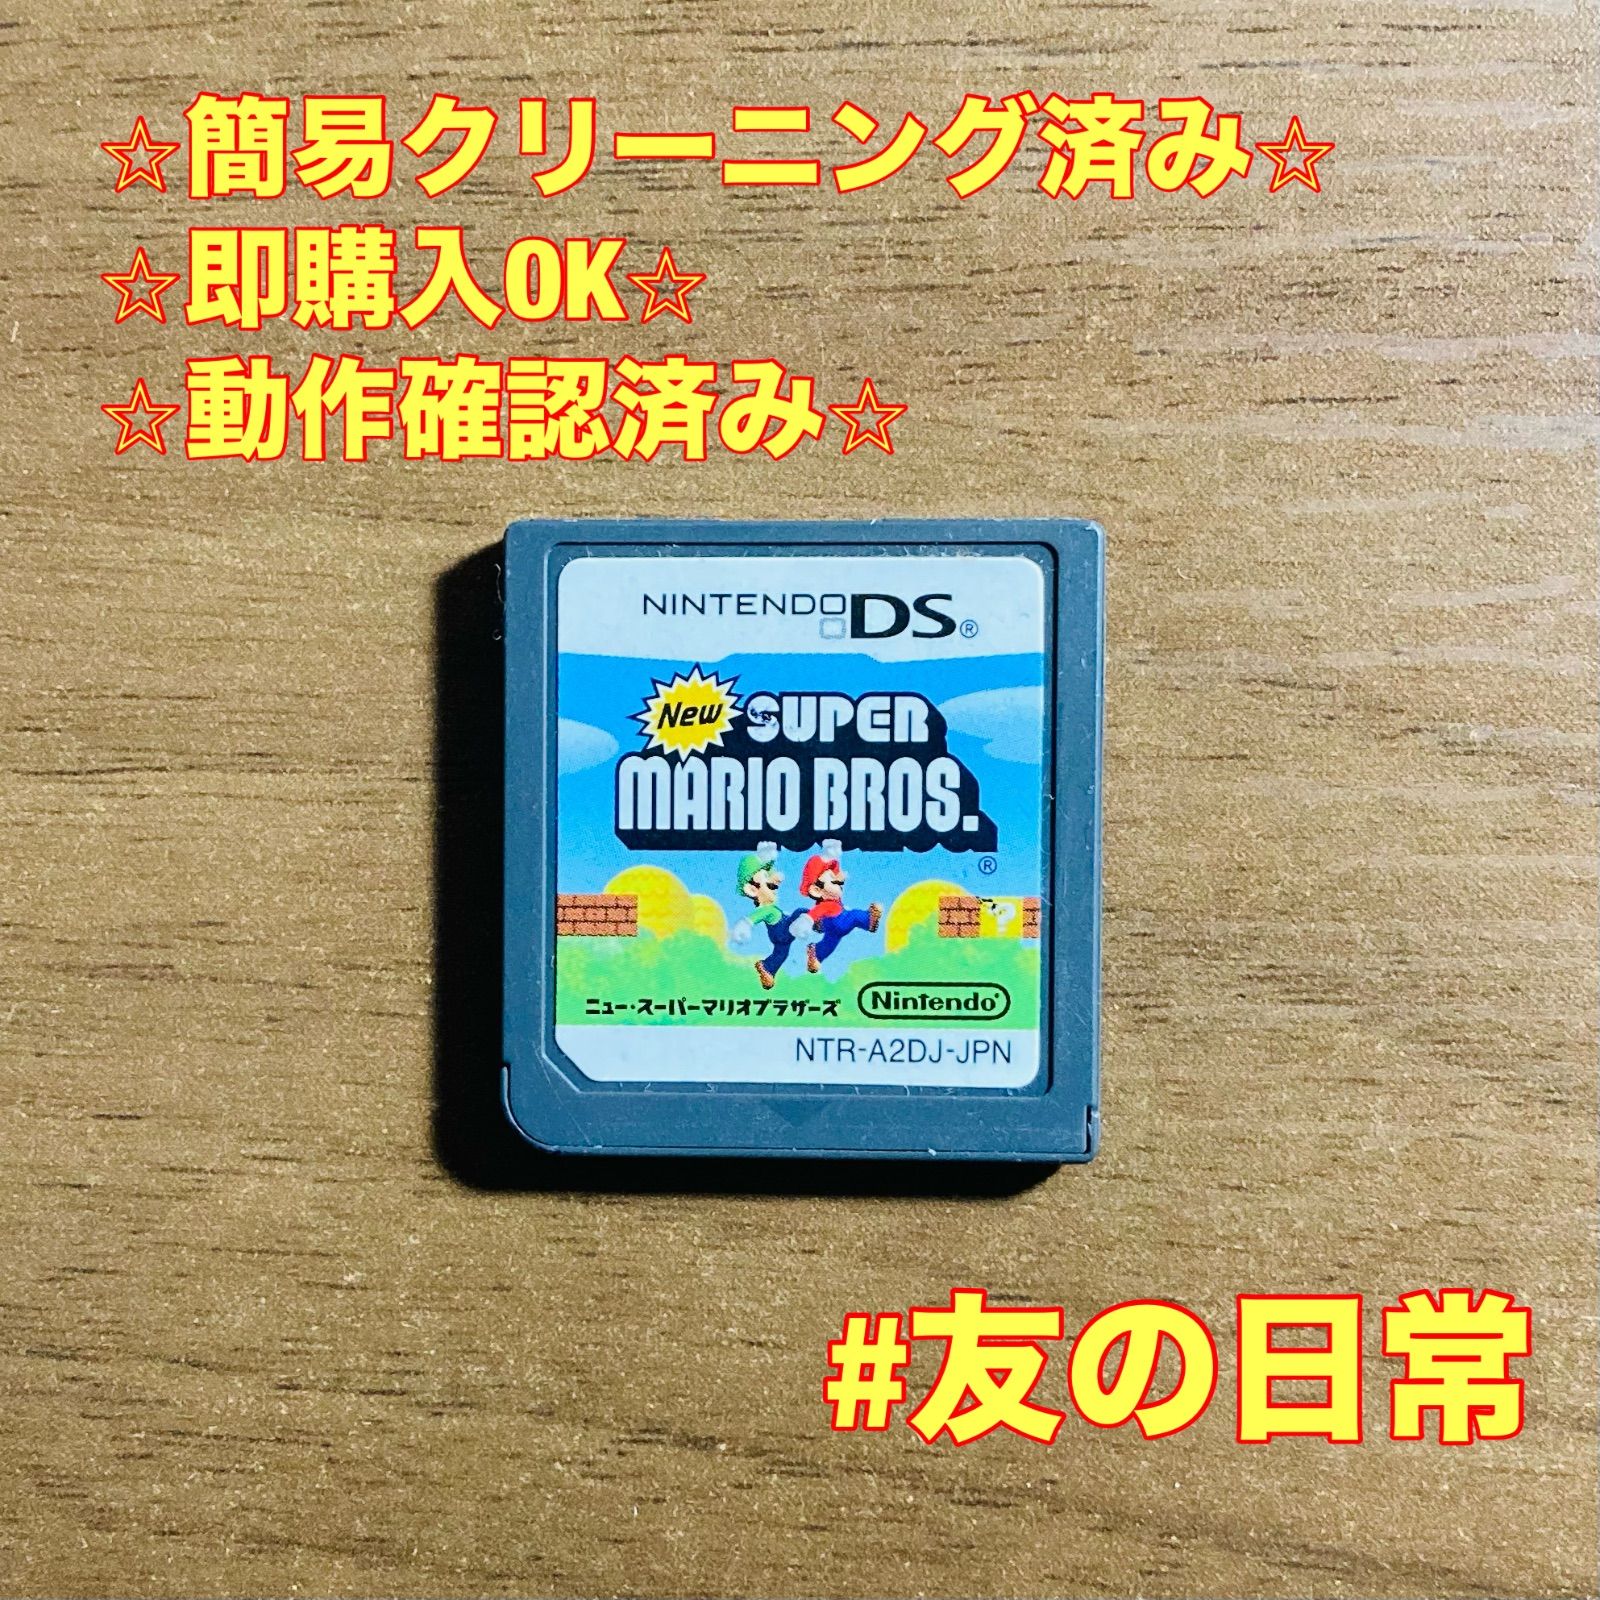 ☆簡易クリーニング済み☆
☆即購入OK☆
☆動作確認済み☆
NINTENDO DS®
New SUPER
MARIO BROS.
®
?
ニュー・スーパーマリオブラザーズ
Nintendo®
NTR-A2DJ-JPN
#友の日常